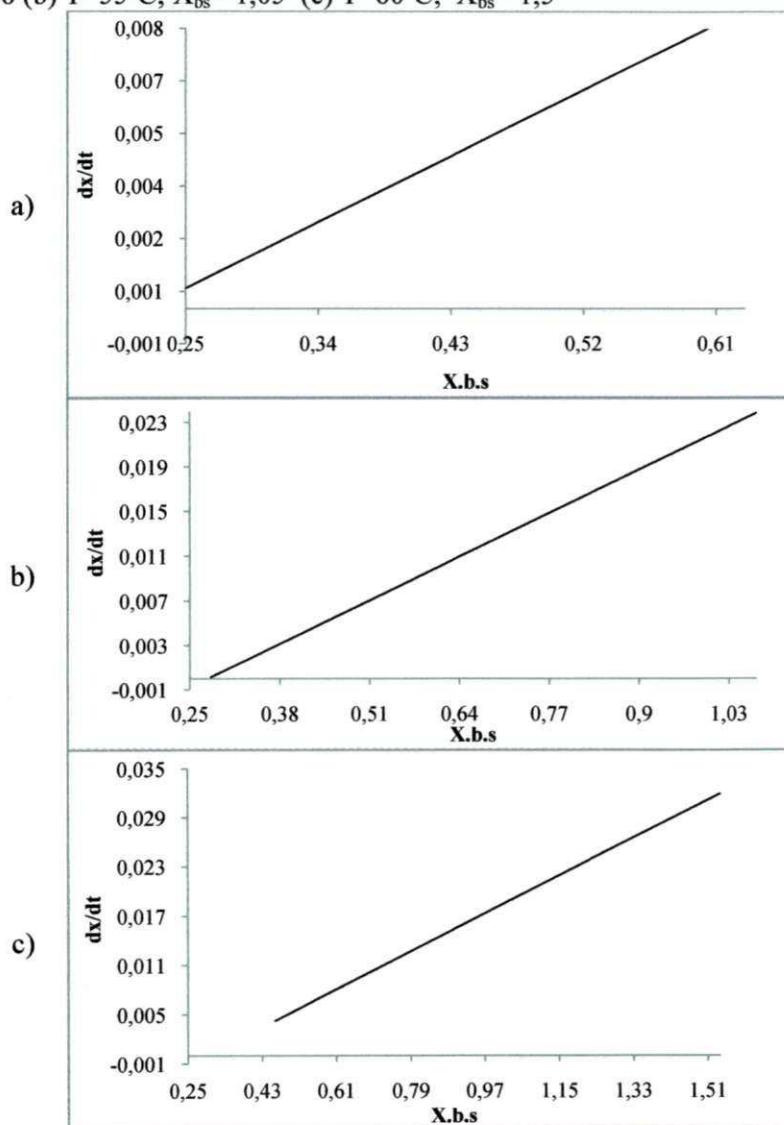 (b) T=55°C, Xbs= 1,05 (c) T=60°C, Xbs= 1,5
a)
dx/dt
0,008
0,007
0,005
0,004
0,002
0,001
-0,001
0,25 0,34 0,43 0,52 0,61
X.b.s
b)
dx/dt
0,023
0,019
0,015
0,011
0,007
0,003
-0,001
0,25 0,38 0,51 0,64 0,77 0,9 1,03
X.b.s
c)
dx/dt
0,035
0,029
0,023
0,017
0,011
0,005
-0,001
0,25 0,43 0,61 0,79 0,97 1,15 1,33 1,51
X.b.s